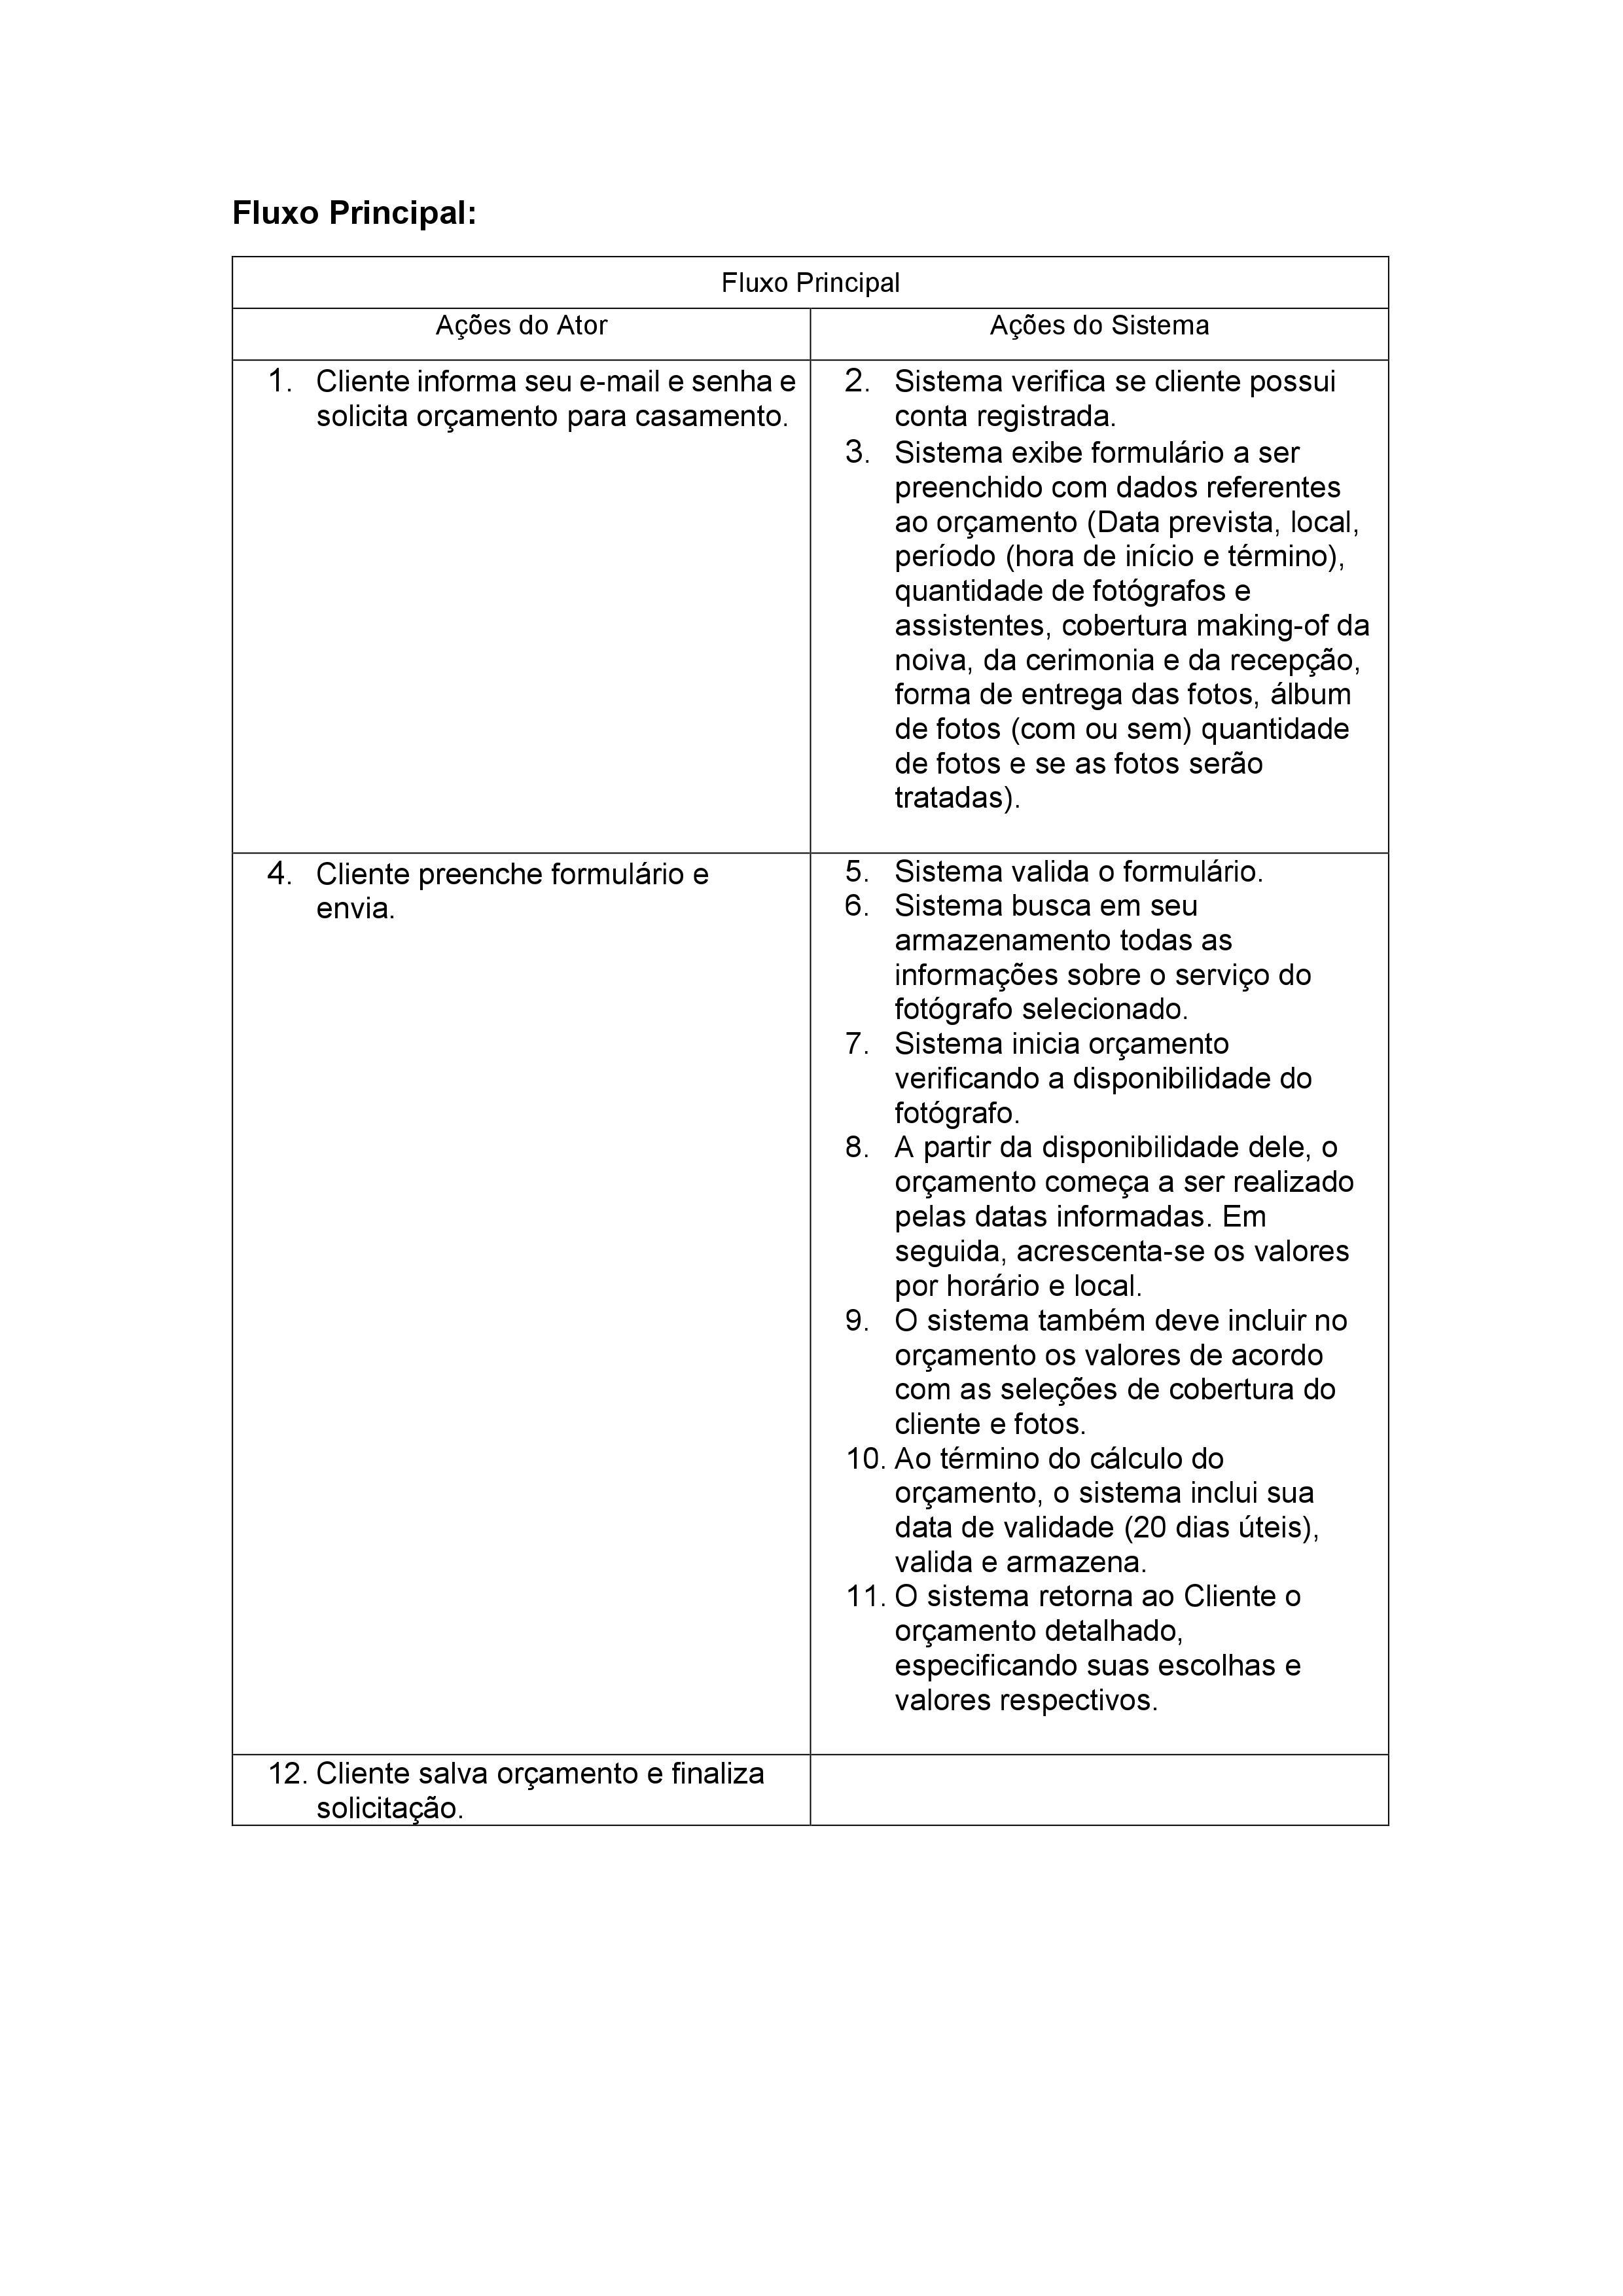 Fluxo Principal:
Fluxo Principal
Ações do Ator
Ações do Sistema
1. Cliente informa seu e-mail e senha e
solicita orçamento para casamento.
2. Sistema verifica se cliente possui
conta registrada.
3. Sistema exibe formulário a ser
preenchido com dados referentes
ao orçamento (Data prevista, local,
período (hora de início e término),
quantidade de fotógrafos e
assistentes, cobertura making-of da
noiva, da cerimonia e da recepção,
forma de entrega das fotos, álbum
de fotos (com ou sem) quantidade
de fotos e se as fotos serão
tratadas).
4. Cliente preenche formulário e
envia.
5. Sistema valida o formulário.
6. Sistema busca em seu
armazenamento todas as
informações sobre o serviço do
fotógrafo selecionado.
7. Sistema inicia orçamento
verificando a disponibilidade do
fotógrafo.
8. A partir da disponibilidade dele, o
orçamento começa a ser realizado
pelas datas informadas. Em
seguida, acrescenta-se os valores
por horário e local.
9. O sistema também deve incluir no
orçamento os valores de acordo
com as seleções de cobertura do
cliente e fotos.
10. Ao término do cálculo do
orçamento, o sistema inclui sua
data de validade (20 dias úteis),
valida e armazena.
11. O sistema retorna ao Cliente o
orçamento detalhado,
especificando suas escolhas e
valores respectivos.
12. Cliente salva orçamento e finaliza
solicitação.